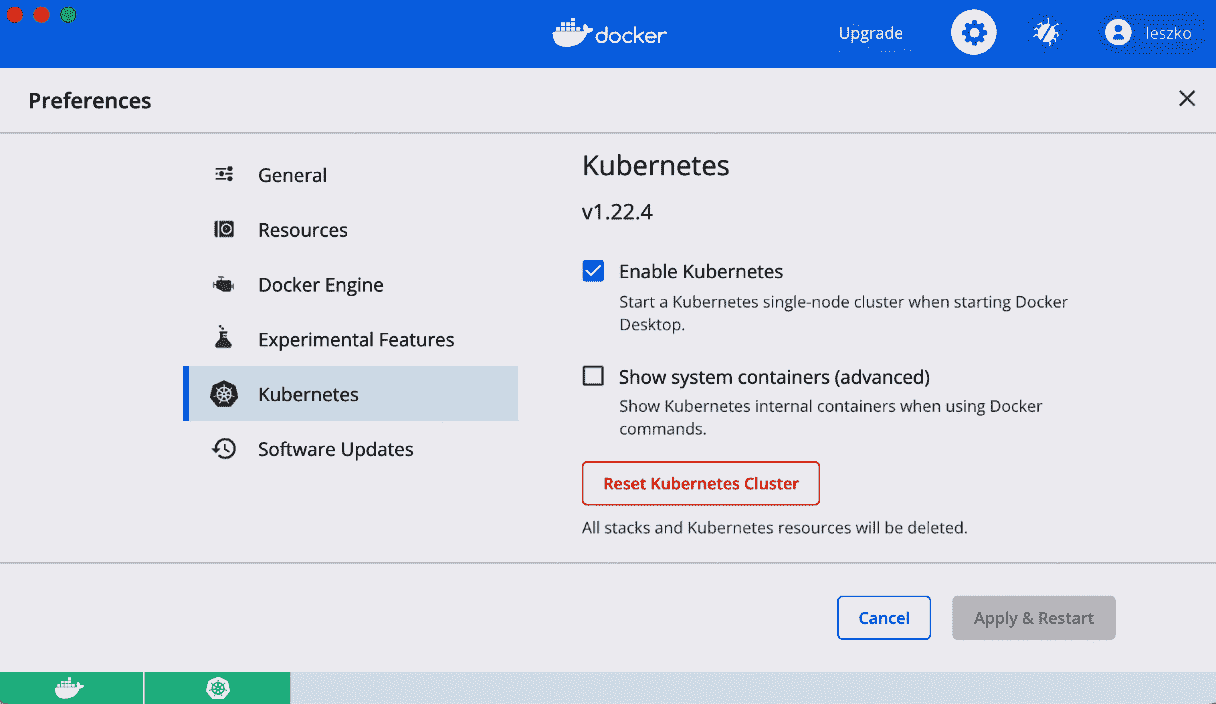 docker
Upgrade
leszko
Preferences
General
Resources
Docker Engine
Experimental Features
Kubernetes
Software Updates
Kubernetes
v1.22.4
Enable Kubernetes
Start a Kubernetes single-node cluster when starting Docker
Desktop.
Show system containers (advanced)
Show Kubernetes internal containers when using Docker
commands.
Reset Kubernetes Cluster
All stacks and Kubernetes resources will be deleted.
Cancel
Apply & Restart